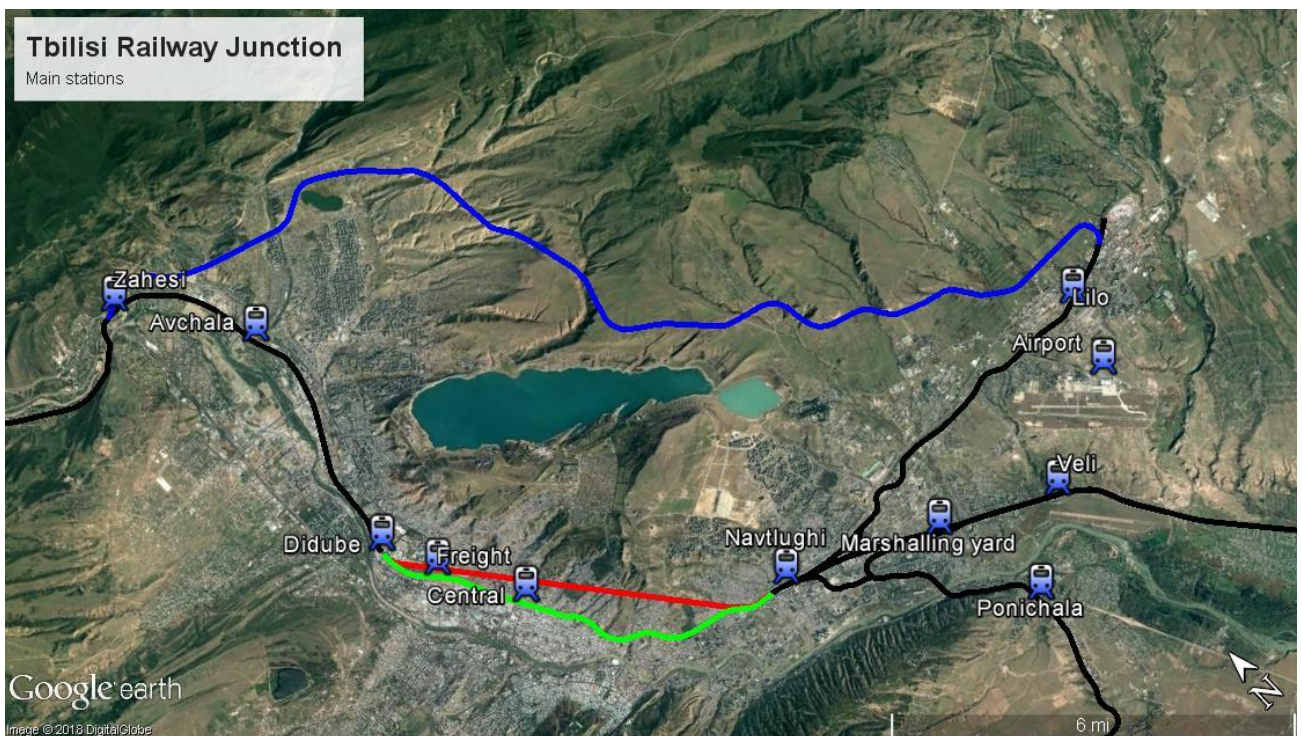 Tbilisi Railway Junction
Main stations
Zahesi
Avchala
Lilo
Airport
Veli
Didube
Freight
Central
Navtlughi
Marshalling yard
Ponichala
Google earth
N
6 mi
Image © 2018 DigitalGlobe